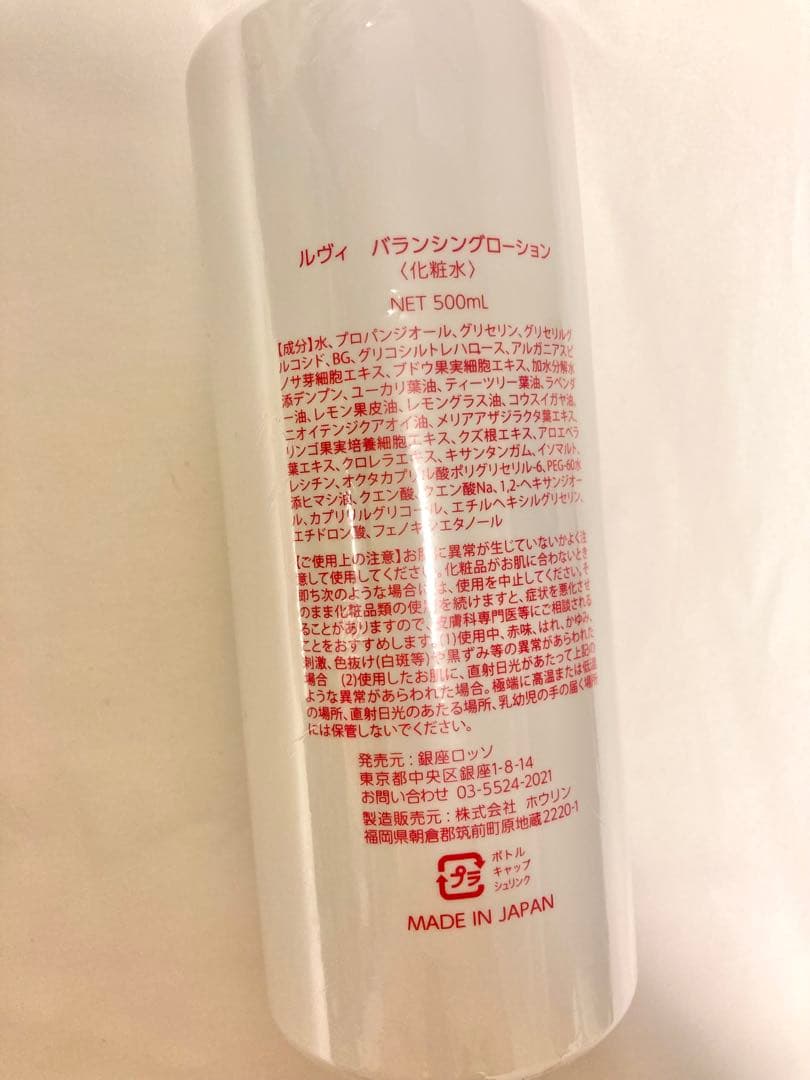 ルヴィ　バランシングローション
〈化粧水〉
NET 500mL
【成分】水、プロパンジオール、グリセリン、グリセリルグ
ルコシド、BG、グリコシルトレハロース、アルガニアスピ
ノサ芽細胞エキス、ブドウ果実細胞エキス、加水分解水
添デンプン、ユーカリ葉油、ティーツリー葉油、ラベンダ
ー油、レモン果皮油、レモングラス油、コウスイガヤ油、
ニオイテンジクアオイ油、メリアアザジラクタ葉エキス、
リンゴ果実培養細胞エキス、クズ根エキス、アロエベラ
葉エキス、クロレラエキス、キサンタンガム、イソマルト、
レシチン、オクタカプリル酸ポリグリセリル-6、PEG-60水
添ヒマシ油、クエン酸、クエン酸Na、1,2-ヘキサンジオー
ル、カプリリルグリコール、エチルヘキシルグリセリン、
エチドロン酸、フェノキシエタノール
【ご使用上の注意】お肌に異常が生じていないかよく注
意して使用してください。化粧品がお肌に合わないとき
即ち次のような場合には、使用を中止してください。そ
のまま化粧品類の使用を続けますと、症状を悪化させ
ることがありますので、皮膚科専門医等にご相談される
ことをおすすめします。(1)使用中、赤味、はれ、かゆみ、
刺激、色抜け(白斑等)や黒ずみ等の異常があらわれた
場合　(2)使用したお肌に、直射日光があたって上記の
ような異常があらわれた場合。極端に高温または低温
の場所、直射日光のあたる場所、乳幼児の手の届く場所
には保管しないでください。
発売元：銀座ロッソ
東京都中央区銀座1-8-14
お問い合わせ 03-5524-2021
製造販売元：株式会社 ホウリン
福岡県朝倉郡筑前町原地蔵2220-1
プラ
ボトル
キャップ
シュリンク
MADE IN JAPAN